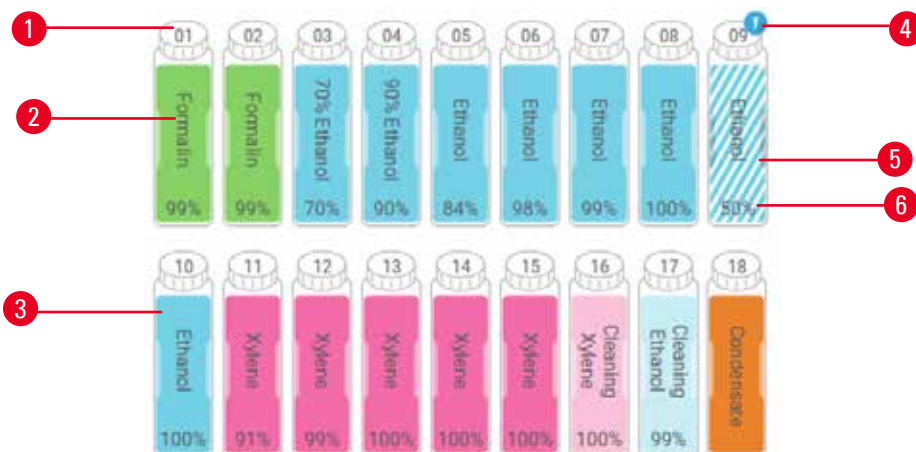 1
01 02 03 04 05 06 07 08 09
4
2
Formalin Formalin 70% Ethanol 90% Ethanol Ethanol Ethanol Ethanol Ethanol Ethanol
5
99% 99% 70% 90% 84% 98% 99% 100% 50%
6
10 11 12 13 14 15 16 17 18
3
Ethanol Xylene Xylene Xylene Xylene Xylene Cleaning Xylene Cleaning Ethanol Condensate
100% 91% 99% 100% 100% 100% 100% 99%